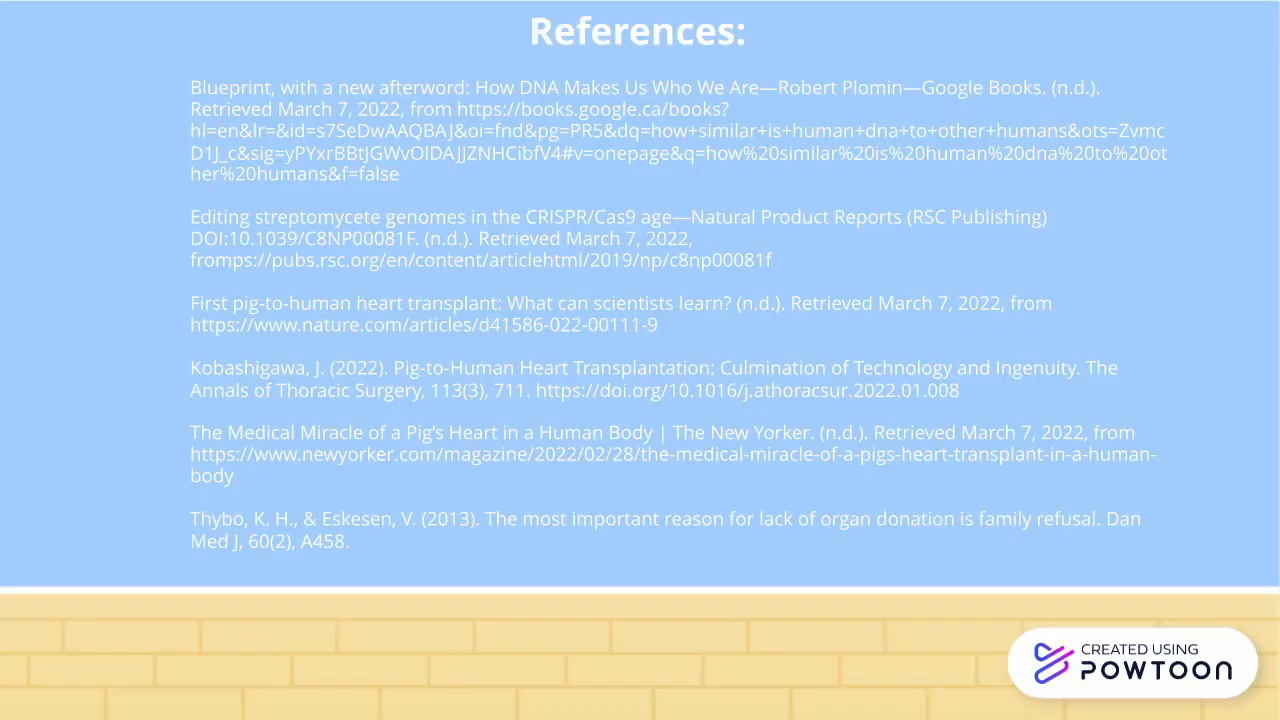 References:
Blueprint, with a new afterword: How DNA Makes Us Who We Are—Robert Plomin—Google Books. (n.d.).
Retrieved March 7, 2022, from https://books.google.ca/books?
hl=en&lr=&id=s7SeDwAAQBAJ&oi=fnd&pg=PR5&dq=how+similar+is+human+dna+to+other+humans&ots=Zvmc
D1J_c&sig=yPYxrBBtJGWvOlDAJJZNHCibfV4#v=onepage&q=how%20similar%20is%20human%20dna%20to%20ot
her%20humans&f=false
Editing streptomycete genomes in the CRISPR/Cas9 age—Natural Product Reports (RSC Publishing)
DOI:10.1039/C8NP00081F. (n.d.). Retrieved March 7, 2022,
fromps://pubs.rsc.org/en/content/articlehtml/2019/np/c8np00081f
First pig-to-human heart transplant: What can scientists learn? (n.d.). Retrieved March 7, 2022, from
https://www.nature.com/articles/d41586-022-00111-9
Kobashigawa, J. (2022). Pig-to-Human Heart Transplantation: Culmination of Technology and Ingenuity. The
Annals of Thoracic Surgery, 113(3), 711. https://doi.org/10.1016/j.athoracsur.2022.01.008
The Medical Miracle of a Pig's Heart in a Human Body | The New Yorker. (n.d.). Retrieved March 7, 2022, from
https://www.newyorker.com/magazine/2022/02/28/the-medical-miracle-of-a-pigs-heart-transplant-in-a-human-
body
Thybo, K. H., & Eskesen, V. (2013). The most important reason for lack of organ donation is family refusal. Dan
Med J, 60(2), A458.
CREATED USING
POWTOON